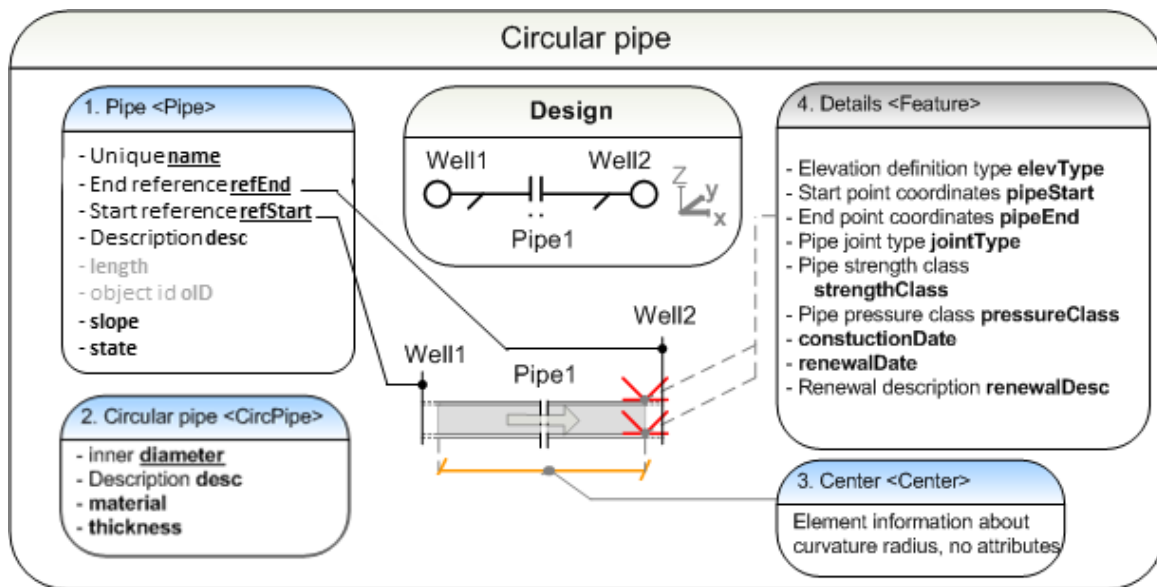 Circular pipe
1. Pipe <Pipe>
- Unique name
- End reference refEnd
- Start reference refStart
- Description desc
- length
- object id oID
- slope
- state
2. Circular pipe <CircPipe>
- inner diameter
- Description desc
- material
- thickness
Design
Well1 Well2
Z
y
x
Pipe1
Well2
Well1
Pipe1
4. Details <Feature>
- Elevation definition type elevType
- Start point coordinates pipeStart
- End point coordinates pipeEnd
- Pipe joint type jointType
- Pipe strength class
strengthClass
- Pipe pressure class pressureClass
- constuctionDate
- renewalDate
- Renewal description renewalDesc
3. Center <Center>
Element information about
curvature radius, no attributes